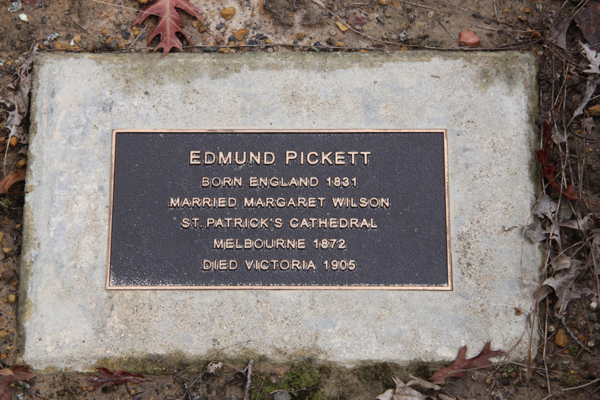 EDMUND PICKETT
BORN ENGLAND 1831
MARRIED MARGARET WILSON
ST. PATRICK'S CATHEDRAL
MELBOURNE 1872
DIED VICTORIA 1905